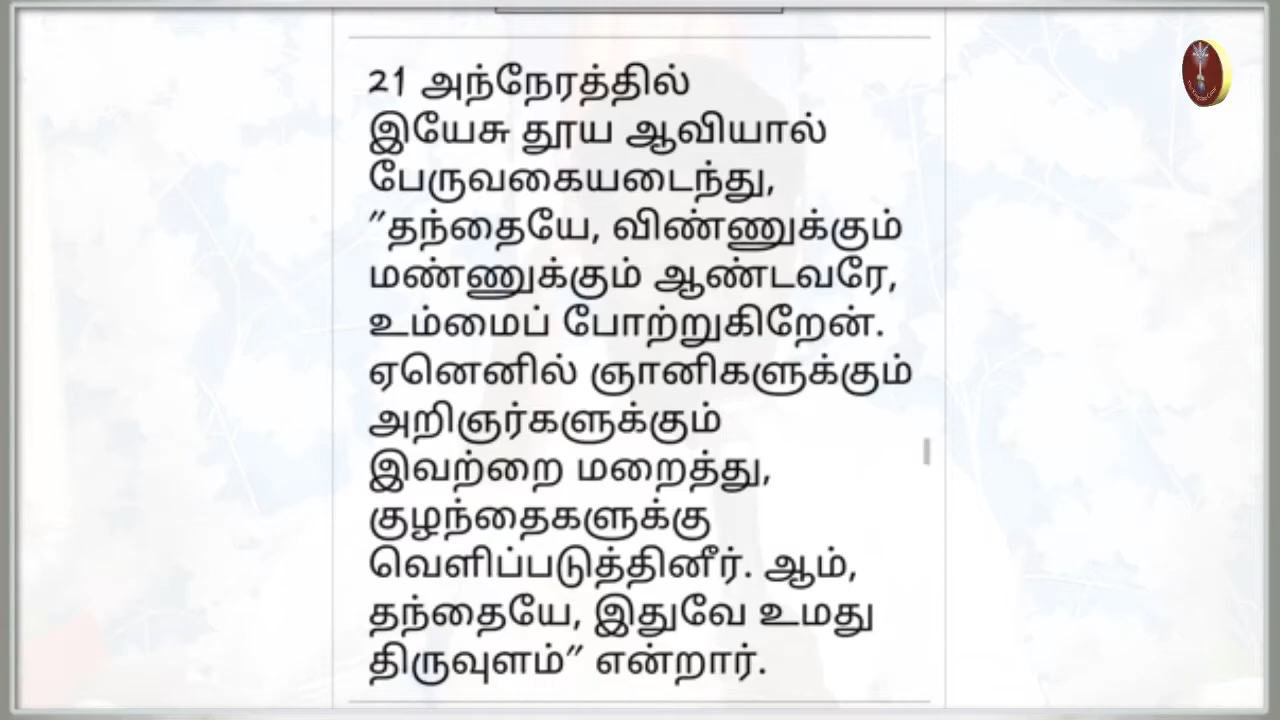 21 அந்நேரத்தில்
இயேசு தூய ஆவியால்
பேருவகையடைந்து,
"தந்தையே, விண்ணுக்கும்
மண்ணுக்கும் ஆண்டவரே,
உம்மைப் போற்றுகிறேன்.
ஏனெனில் ஞானிகளுக்கும்
அறிஞர்களுக்கும்
இவற்றை மறைத்து,
குழந்தைகளுக்கு
வெளிப்படுத்தினீர். ஆம்,
தந்தையே, இதுவே உமது
திருவுளம்" என்றார்.